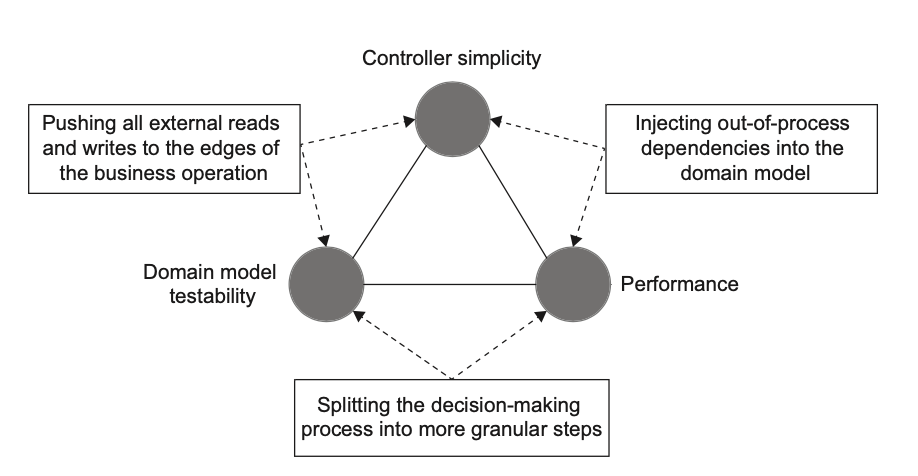 Controller simplicity
Pushing all external reads
and writes to the edges of
the business operation
Injecting out-of-process
dependencies into the
domain model
Domain model
testability
Performance
Splitting the decision-making
process into more granular steps